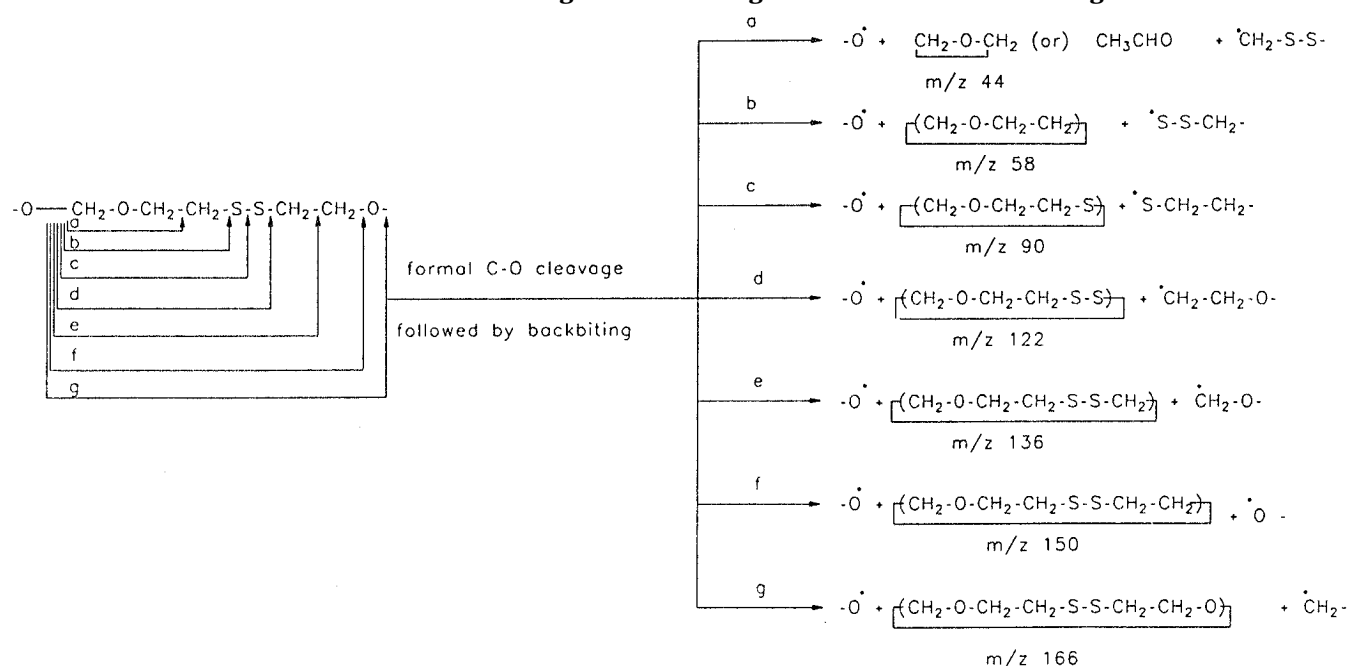 a
-O• + CH₂-O-CH₂ (or) CH₃CHO + •CH₂-S-S-
m/z 44
b
-O• + (CH₂-O-CH₂-CH₂) + •S-S-CH₂-
m/z 58
c
-O• + (CH₂-O-CH₂-CH₂-S) + •S-CH₂-CH₂-
m/z 90
-O-CH₂-O-CH₂-CH₂-S-S-CH₂-CH₂-O-
a
b
c
d
e
f
g
formal C-O cleavage
followed by backbiting
d
-O• + (CH₂-O-CH₂-CH₂-S-S) + •CH₂-CH₂-O-
m/z 122
e
-O• + (CH₂-O-CH₂-CH₂-S-S-CH₂) + •CH₂-O-
m/z 136
f
-O• + (CH₂-O-CH₂-CH₂-S-S-CH₂-CH₂) + •O -
m/z 150
g
-O• + (CH₂-O-CH₂-CH₂-S-S-CH₂-CH₂-O) + •CH₂-
m/z 166